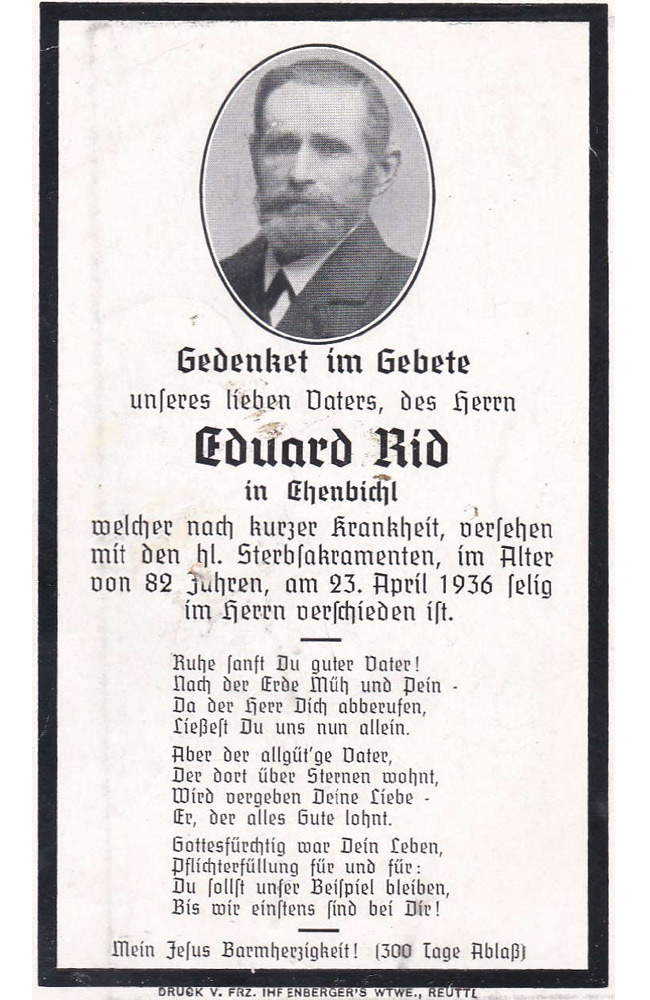 Gedenket im Gebete
unseres lieben Vaters, des Herrn
Eduard Rid
in Ehenbichl
welcher nach kurzer Krankheit, versehen
mit den hl. Sterbsakramenten, im Alter
von 82 Jahren, am 23. April 1936 selig
im Herrn verschieden ist.
Ruhe sanft Du guter Vater!
Nach der Erde Müh und Pein -
Da der Herr Dich abberufen,
Ließest Du uns nun allein.
Aber der allgüt'ge Vater,
Der dort über Sternen wohnt,
Wird vergeben Deine Liebe -
Er, der alles Gute lohnt.
Gottesfürchtig war Dein Leben,
Pflichterfüllung für und für:
Du sollst unser Beispiel bleiben,
Bis wir einstens sind bei Dir!
Mein Jesus Barmherzigkeit! (300 Tage Ablaß)
DRUCK V. FRZ. IHRENBERGER'S WTWE., REUTTE